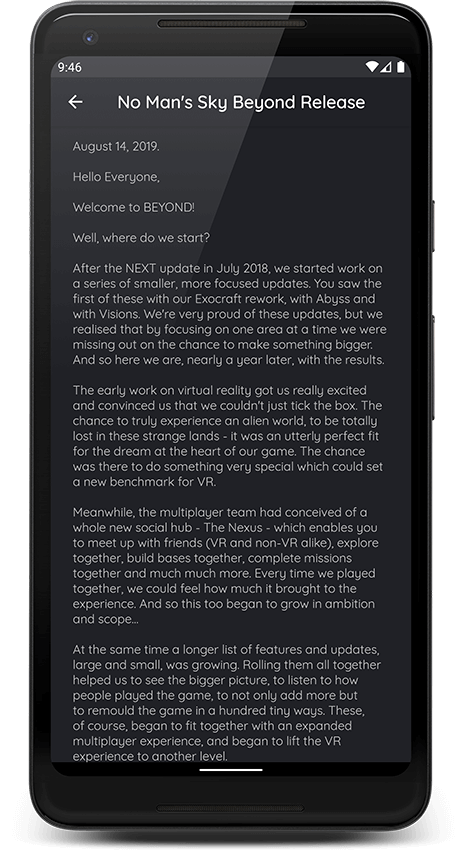 9:46
No Man's Sky Beyond Release
August 14, 2019.
Hello Everyone,
Welcome to BEYOND!
Well, where do we start?
After the NEXT update in July 2018, we started work on
a series of smaller, more focused updates. You saw the
first of these with our Exocraft rework, with Abyss and
with Visions. We're very proud of these updates, but we
realised that by focusing on one area at a time we were
missing out on the chance to make something bigger.
And so here we are, nearly a year later, with the results.
The early work on virtual reality got us really excited
and convinced us that we couldn't just tick the box. The
chance to truly experience an alien world, to be totally
lost in these strange lands - it was an utterly perfect fit
for the dream at the heart of our game. The chance
was there to do something very special which could set
a new benchmark for VR.
Meanwhile, the multiplayer team had conceived of a
whole new social hub - The Nexus - which enables you
to meet up with friends (VR and non-VR alike), explore
together, build bases together, complete missions
together and much much more. Every time we played
together, we could feel how much it brought to the
experience. And so this too began to grow in ambition
and scope...
At the same time a longer list of features and updates,
large and small, was growing. Rolling them all together
helped us to see the bigger picture, to listen to how
people played the game, to not only add more but
to remould the game in a hundred tiny ways. These,
of course, began to fit together with an expanded
multiplayer experience, and began to lift the VR
experience to another level.